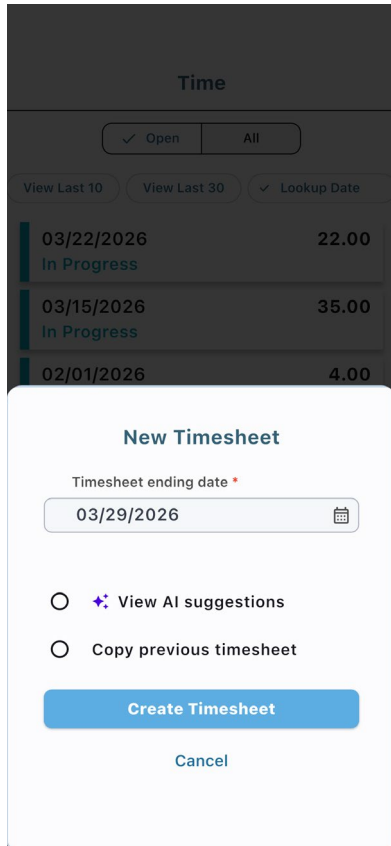 Time
Open All
View Last 10 View Last 30 Lookup Date
03/22/2026 22.00
In Progress
03/15/2026 35.00
In Progress
02/01/2026 4.00
New Timesheet
Timesheet ending date *
03/29/2026
View AI suggestions
Copy previous timesheet
Create Timesheet
Cancel